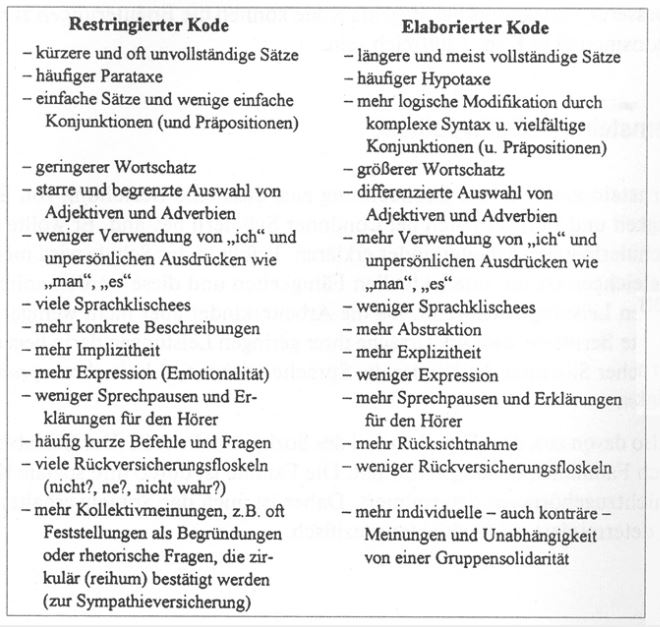 Restringierter Kode
– kürzere und oft unvollständige Sätze
– häufiger Parataxe
– einfache Sätze und wenige einfache
Konjunktionen (und Präpositionen)
– geringerer Wortschatz
– starre und begrenzte Auswahl von
Adjektiven und Adverbien
– weniger Verwendung von „ich“ und
unpersönlichen Ausdrücken wie
„man“, „es“
– viele Sprachklischees
– mehr konkrete Beschreibungen
– mehr Implizitheit
– mehr Expression (Emotionalität)
– weniger Sprechpausen und Er-
klärungen für den Hörer
– häufig kurze Befehle und Fragen
– viele Rückversicherungsfloskeln
(nicht?, ne?, nicht wahr?)
– mehr Kollektivmeinungen, z.B. oft
Feststellungen als Begründungen
oder rhetorische Fragen, die zir-
kulär (reihum) bestätigt werden
(zur Sympathieversicherung)
Elaborierter Kode
– längere und meist vollständige Sätze
– häufiger Hypotaxe
– mehr logische Modifikation durch
komplexe Syntax u. vielfältige
Konjunktionen (u. Präpositionen)
– größerer Wortschatz
– differenzierte Auswahl von
Adjektiven und Adverbien
– mehr Verwendung von „ich“ und
unpersönlichen Ausdrücken wie
„man“, „es“
– weniger Sprachklischees
– mehr Abstraktion
– mehr Explizitheit
– weniger Expression
– mehr Sprechpausen und Erklärungen
für den Hörer
– mehr Rücksichtnahme
– weniger Rückversicherungsfloskeln
– mehr individuelle – auch konträre –
Meinungen und Unabhängigkeit
von einer Gruppensolidarität